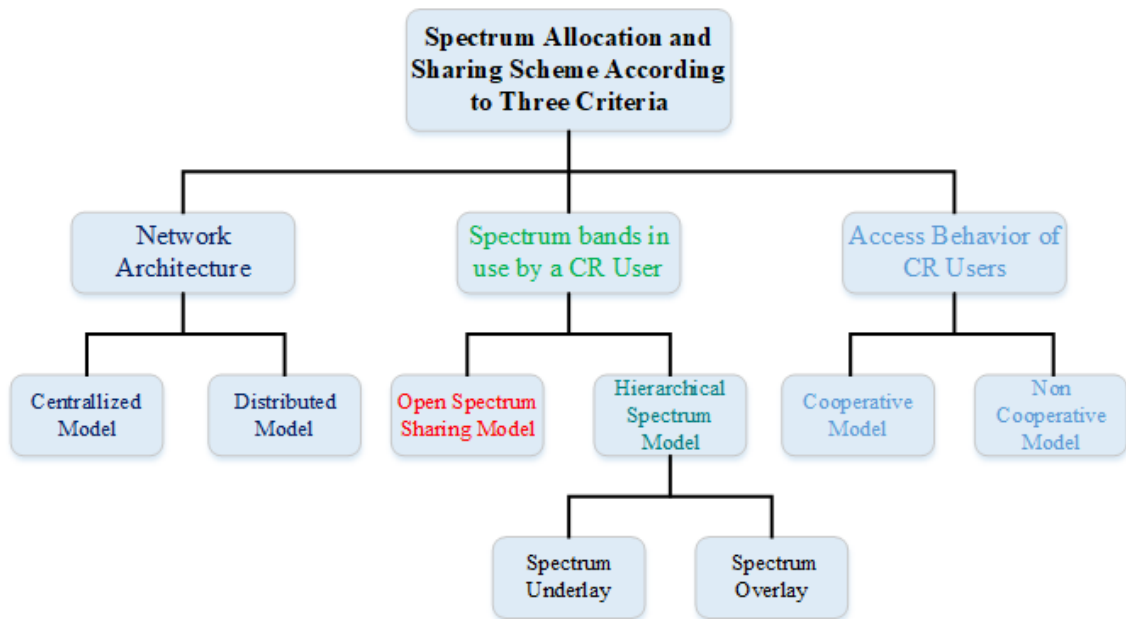 Spectrum Allocation and
Sharing Scheme According
to Three Criteria
Network
Architecture
Spectrum bands in
use by a CR User
Access Behavior of
CR Users
Centrallized
Model
Distributed
Model
Open Spectrum
Sharing Model
Hierarchical
Spectrum
Model
Cooperative
Model
Non
Cooperative
Model
Spectrum
Underlay
Spectrum
Overlay